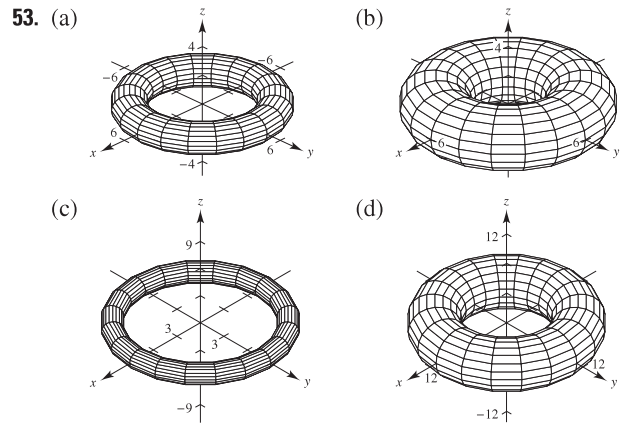 53. (a) (b)
z z
4 4
-6 -6
6 6 6 6
x y x y
-4
(c) (d)
z z
9 12
3 3
12 12
x y x y
-9 -12